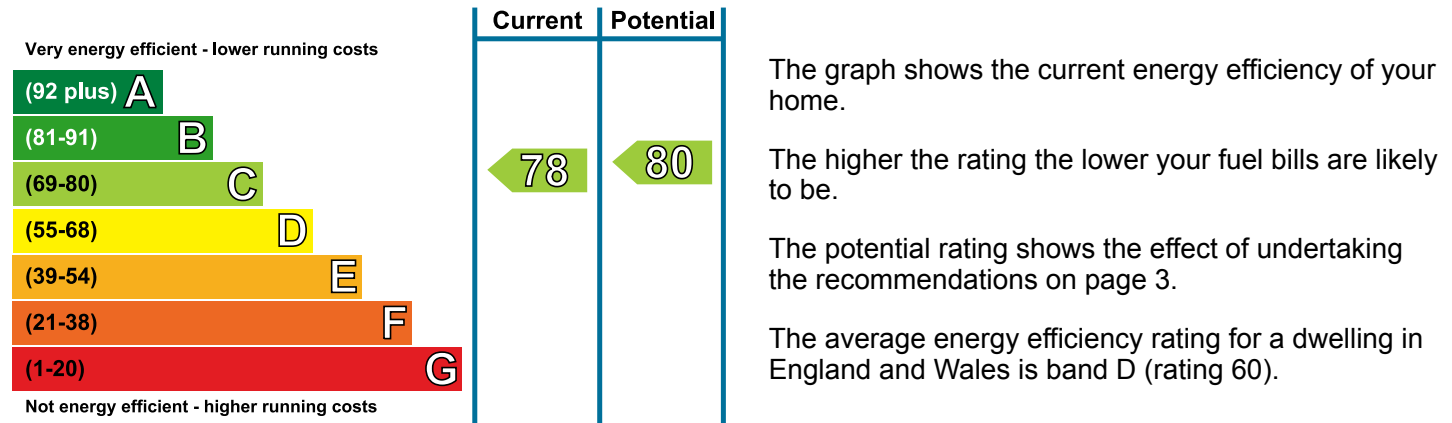 Current Potential
Very energy efficient - lower running costs
(92 plus) A
(81-91) B
(69-80) C
(55-68) D
(39-54) E
(21-38) F
(1-20) G
Not energy efficient - higher running costs
78 80
The graph shows the current energy efficiency of your
home.
The higher the rating the lower your fuel bills are likely
to be.
The potential rating shows the effect of undertaking
the recommendations on page 3.
The average energy efficiency rating for a dwelling in
England and Wales is band D (rating 60).